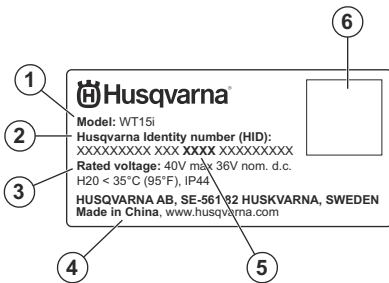 1
2
3
4
5
6
Husqvarna
Model: WT15i
Husqvarna Identity number (HID):
XXXXXXXXX XXX XXXX XXXXXXXXX
Rated voltage: 40V max 36V nom. d.c.
H20 < 35°C (95°F), IP44
HUSQVARNA AB, SE-561 82 HUSKVARNA, SWEDEN
Made in China, www.husqvarna.com